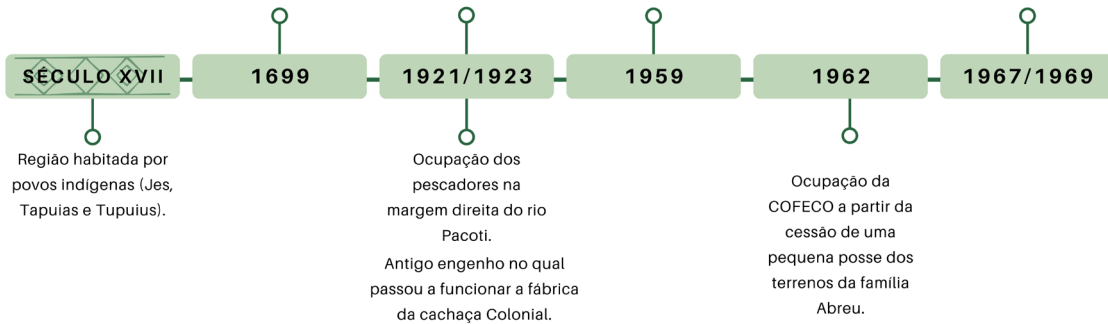 SÉCULO XVII
1699
1921/1923
1959
1962
1967/1969
Região habitada por
povos indígenas (Jes,
Tapuias e Tupuius).
Ocupação dos
pescadores na
margem direita do rio
Pacoti.
Antigo engenho no qual
passou a funcionar a fábrica
da cachaça Colonial.
Ocupação da
COFECO a partir da
cessão de uma
pequena posse dos
terrenos da família
Abreu.